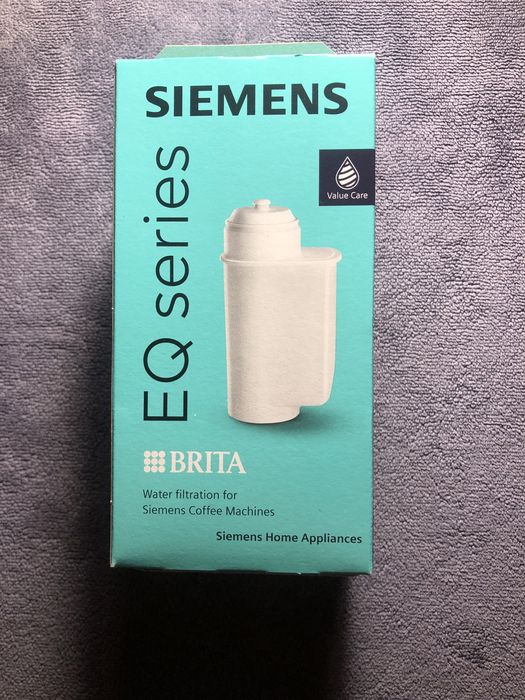 SIEMENS
EQ series
Value Care
BRITA
Water filtration for
Siemens Coffee Machines
Siemens Home Appliances